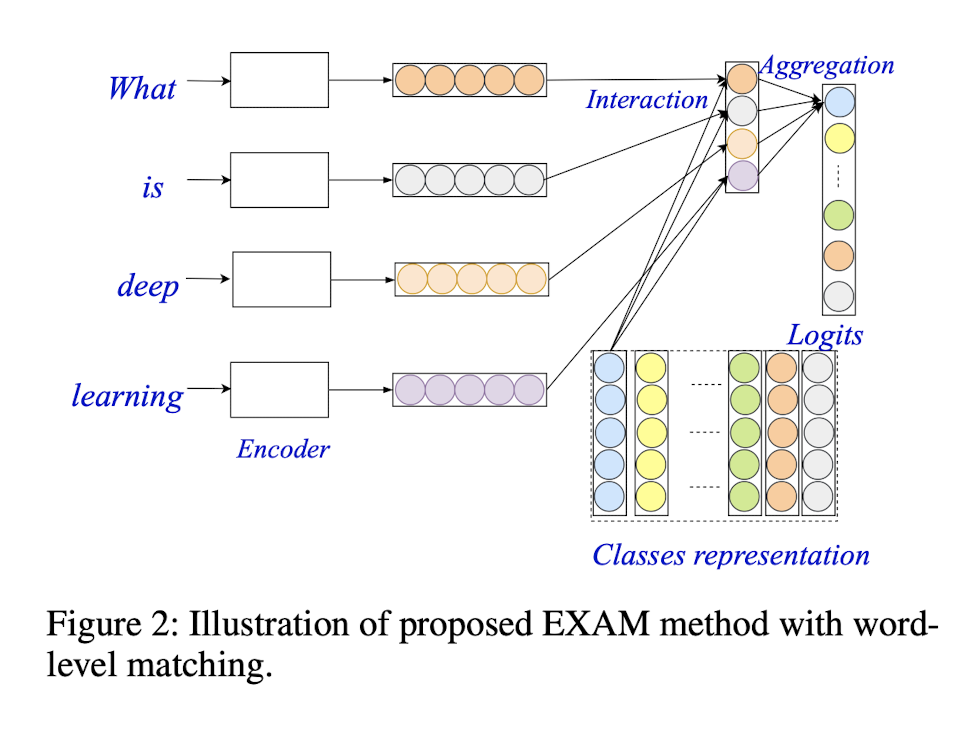 What
is
deep
learning
Encoder
Interaction
Aggregation
Logits
Classes representation
Figure 2: Illustration of proposed EXAM method with word-
level matching.